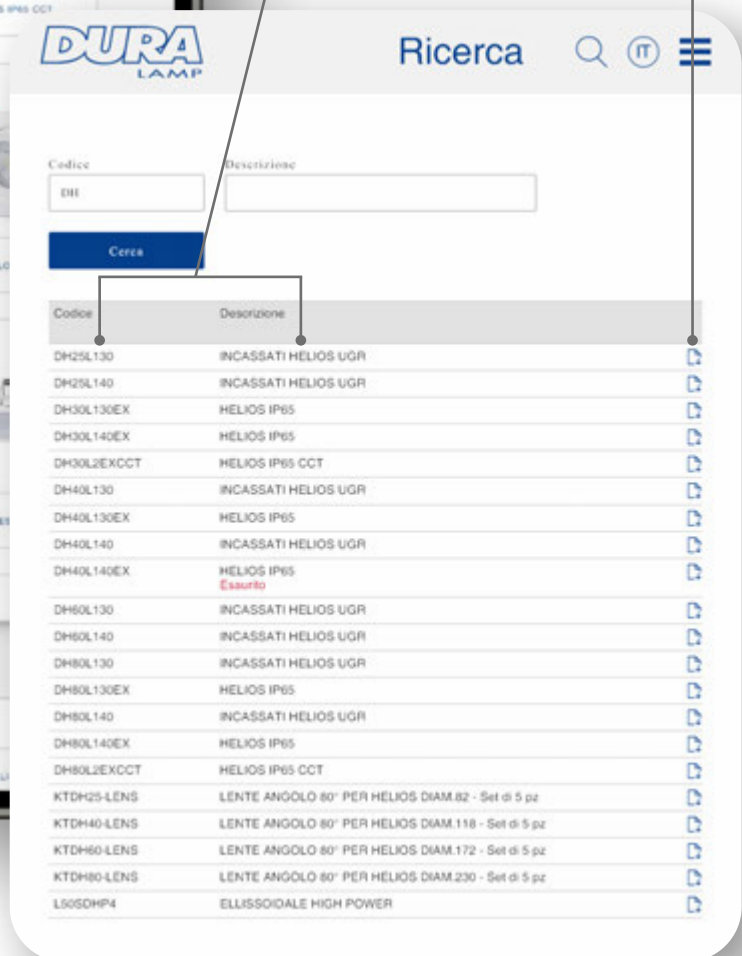 S IP65 CCT
DURA
LAMP
Ricerca
IT
Codice Descrizione
DH
Cerca
Codice Descrizione
DH25L130 INCASSATI HELIOS UGR
DH25L140 INCASSATI HELIOS UGR
DH30L130EX HELIOS IP65
DH30L140EX HELIOS IP65
DH30L2EXCCT HELIOS IP65 CCT
DH40L130 INCASSATI HELIOS UGR
DH40L130EX HELIOS IP65
DH40L140 INCASSATI HELIOS UGR
DH40L140EX HELIOS IP65
Esaurito
DH60L130 INCASSATI HELIOS UGR
DH60L140 INCASSATI HELIOS UGR
DH80L130 INCASSATI HELIOS UGR
DH80L130EX HELIOS IP65
DH80L140 INCASSATI HELIOS UGR
DH80L140EX HELIOS IP65
DH80L2EXCCT HELIOS IP65 CCT
KTDH25-LENS LENTE ANGOLO 80° PER HELIOS DIAM.82 - Set di 5 pz
KTDH40-LENS LENTE ANGOLO 80° PER HELIOS DIAM.118 - Set di 5 pz
KTDH60-LENS LENTE ANGOLO 80° PER HELIOS DIAM.172 - Set di 5 pz
KTDH80-LENS LENTE ANGOLO 80° PER HELIOS DIAM.230 - Set di 5 pz
L50SDHP4 ELLISSOIDALE HIGH POWER